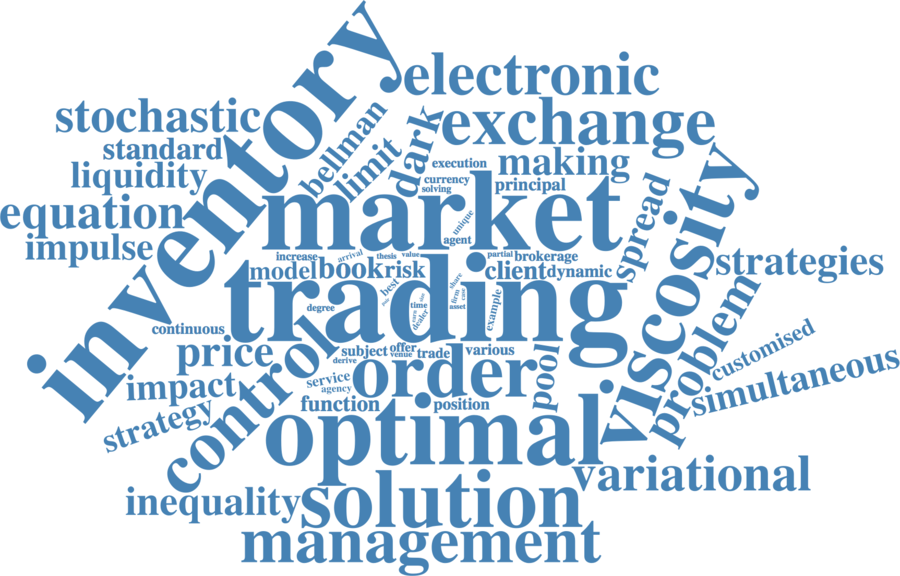 inventory
electronic
stochastic
exchange
standard
bellman
limit
dark
execution
making
liquidity
currency
solving
principal
equation
market
unique
agent
spread
viscosity
impulse
increase
arrival
thesis
value
partial
brokerage
strategies
model
book
risk
client
dynamic
trading
best
share
firm
case
asset
time
dealer
example
degree
continuous
price
control
subject
offer
venue
trade
various
derive
pool
problem
customised
simultaneous
impact
service
agency
order
strategy
function
position
optimal
variational
inequality
solution
management